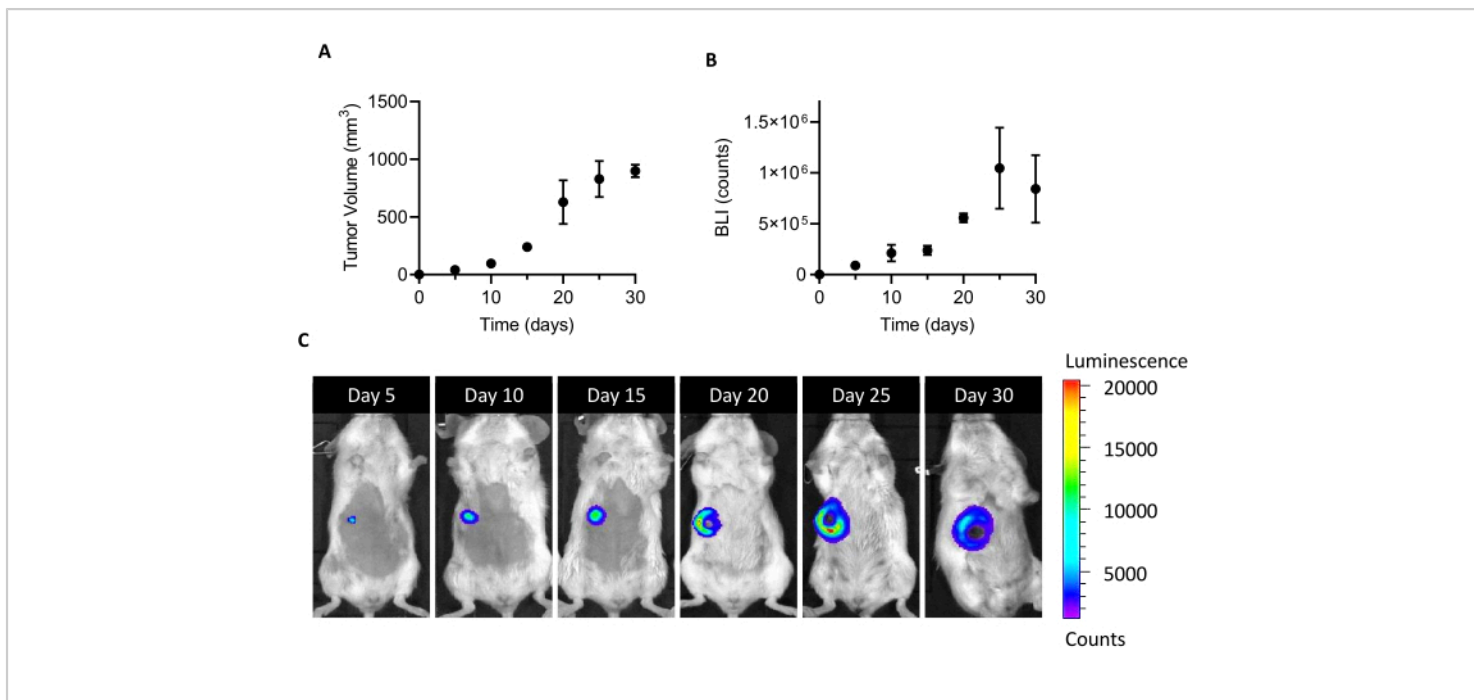 A
B
1500
1000
500
0
Tumor Volume (mm³)
0 10 20 30
Time (days)
1.5×10⁶
1×10⁶
5×10⁵
0
BLI (counts)
0 10 20 30
Time (days)
C
Day 5 Day 10 Day 15 Day 20 Day 25 Day 30
Luminescence
20000
15000
10000
5000
Counts